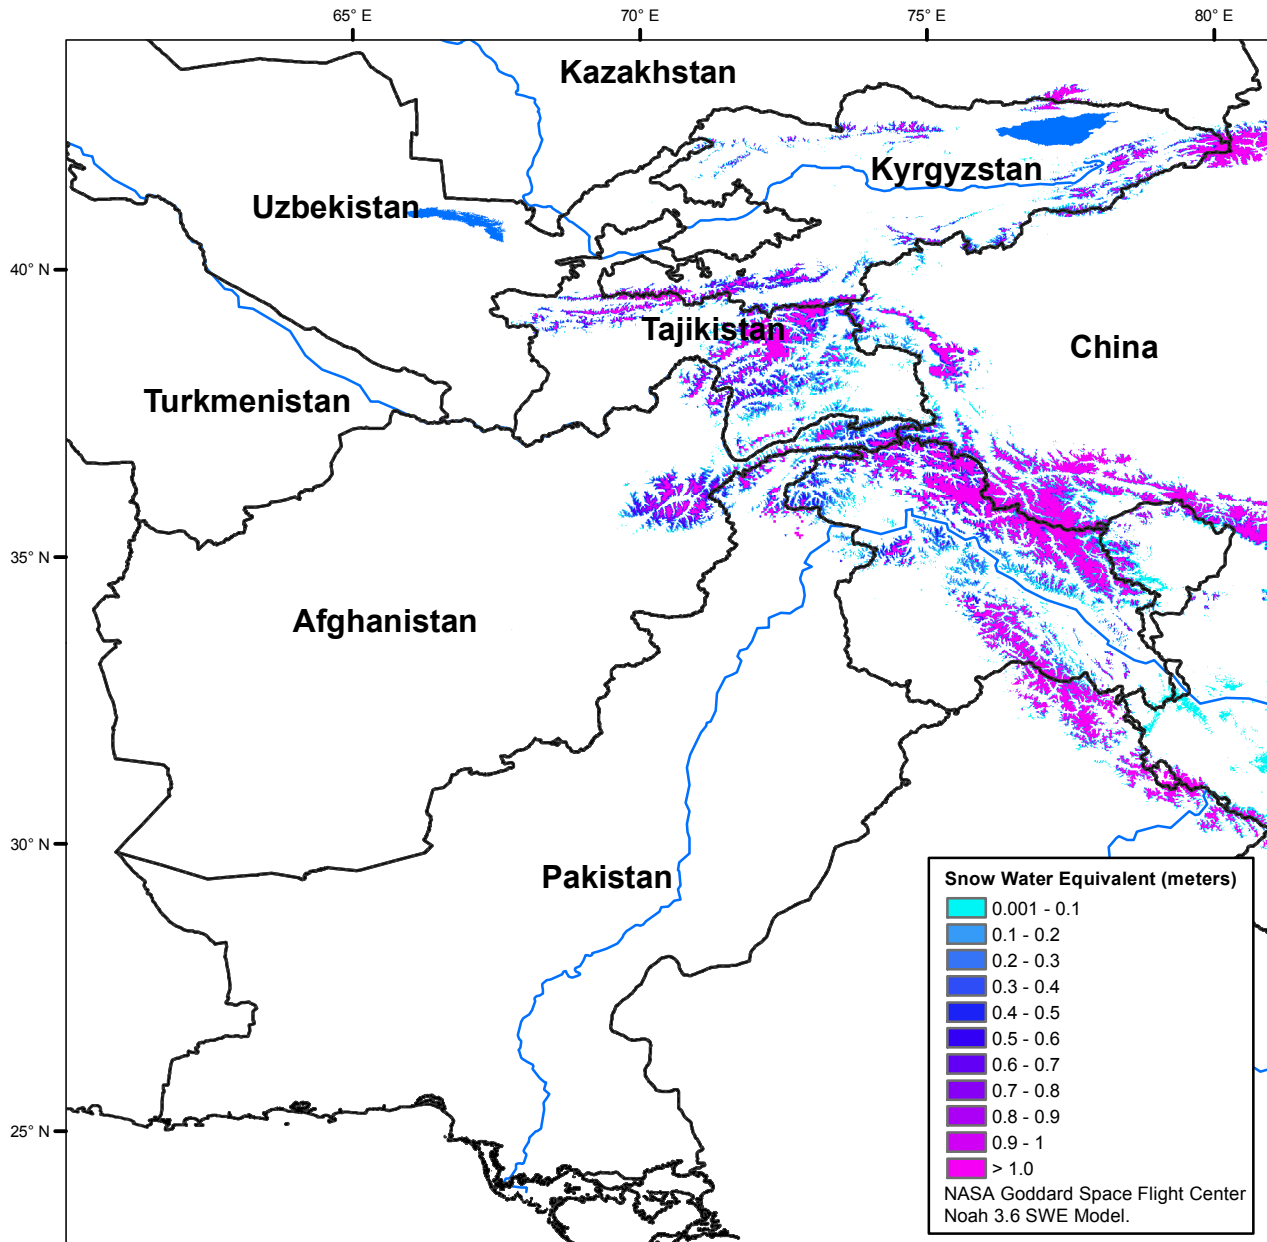 65° E
70° E
75° E
80° E
Kazakhstan
Kyrgyzstan
Uzbekistan
40° N
Tajikistan
China
Turkmenistan
35° N
Afghanistan
30° N
Pakistan
25° N
Snow Water Equivalent (meters)
0.001 - 0.1
0.1 - 0.2
0.2 - 0.3
0.3 - 0.4
0.4 - 0.5
0.5 - 0.6
0.6 - 0.7
0.7 - 0.8
0.8 - 0.9
0.9 - 1
> 1.0
NASA Goddard Space Flight Center
Noah 3.6 SWE Model.